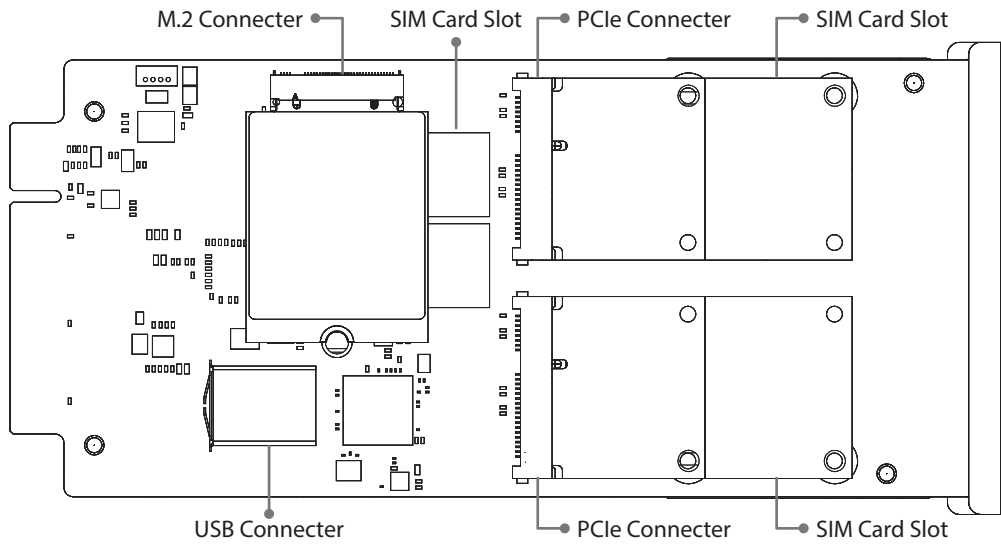 M.2 Connecter
SIM Card Slot
PCIe Connecter
SIM Card Slot
USB Connecter
PCIe Connecter
SIM Card Slot